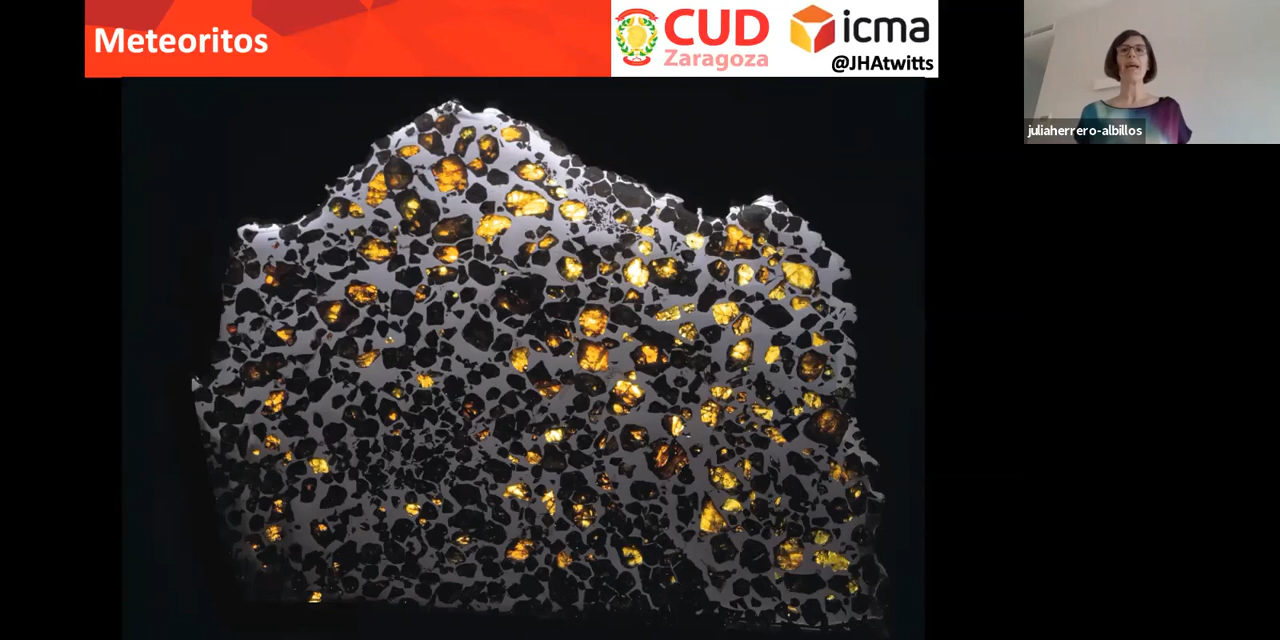 Meteoritos
CUD
Zaragoza
icma
@JHAtwitts
juliaherrero-albillos